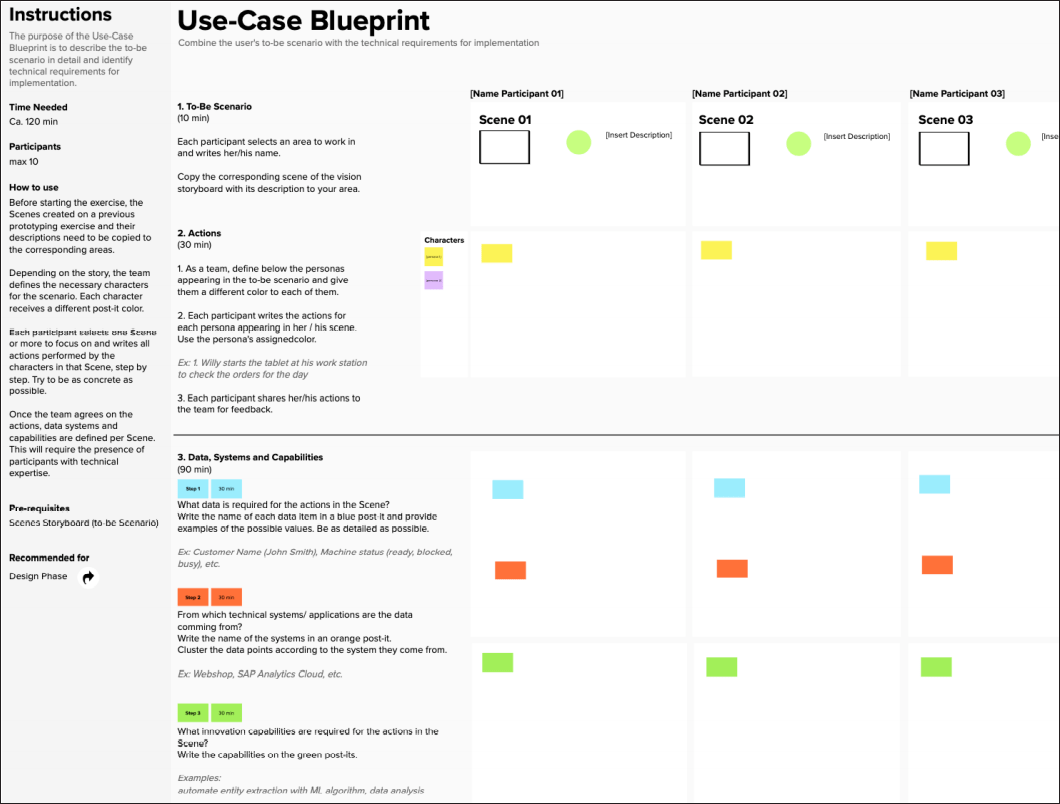 Instructions
The purpose of the Use-Case
Blueprint is to describe the to-be
scenario in detail and identify
technical requirements for
implementation.
Time Needed
Ca. 120 min
Participants
max 10
How to use
Before starting the exercise, the
Scenes created on a previous
prototyping exercise and their
descriptions need to be copied to
the corresponding areas.
Depending on the story, the team
defines the necessary characters
for the scenario. Each character
receives a different post-it color.
Each participant selects one Scene
or more to focus on and writes all
actions performed by the
characters in that Scene, step by
step. Try to be as concrete as
possible.
Once the team agrees on the
actions, data systems and
capabilities are defined per Scene.
This will require the presence of
participants with technical
expertise.
Pre-requisites
Scenes Storyboard (to-be Scenario)
Recommended for
Design Phase
Use-Case Blueprint
Combine the user's to-be scenario with the technical requirements for implementation
[Name Participant 01]
[Name Participant 02]
[Name Participant 03]
1. To-Be Scenario
(10 min)
Each participant selects an area to work in
and writes her/his name.
Copy the corresponding scene of the vision
storyboard with its description to your area.
Scene 01
[Insert Description]
Scene 02
[Insert Description]
Scene 03
[Inse
2. Actions
(30 min)
1. As a team, define below the personas
appearing in the to-be scenario and give
them a different color to each of them.
2. Each participant writes the actions for
each persona appearing in her / his scene.
Use the persona's assignedcolor.
Ex: 1. Willy starts the tablet at his work station
to check the orders for the day
3. Each participant shares her/his actions to
the team for feedback.
Characters
3. Data, Systems and Capabilities
(90 min)
Step 1
30 min
What data is required for the actions in the Scene?
Write the name of each data item in a blue post-it and provide
examples of the possible values. Be as detailed as possible.
Ex: Customer Name (John Smith), Machine status (ready, blocked,
busy), etc.
Step 2
30 min
From which technical systems/ applications are the data
comming from?
Write the name of the systems in an orange post-it.
Cluster the data points according to the system they come from.
Ex: Webshop, SAP Analytics Cloud, etc.
Step 3
30 min
What innovation capabilities are required for the actions in the
Scene?
Write the capabilities on the green post-its.
Examples:
automate entity extraction with ML algorithm, data analysis